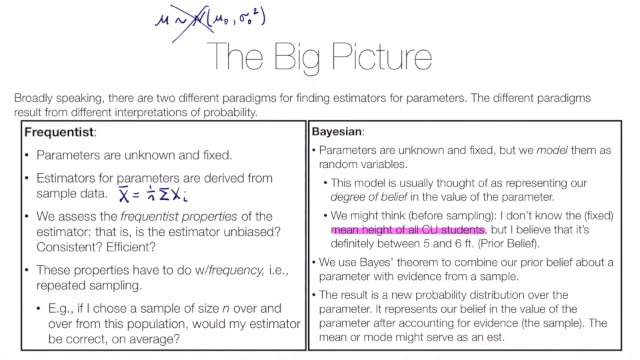 μ ~ N(μ₀, σ₀²)
The Big Picture
Broadly speaking, there are two different paradigms for finding estimators for parameters. The different paradigms
result from different interpretations of probability.
Frequentist:
• Parameters are unknown and fixed.
• Estimators for parameters are derived from
sample data. X̄ = 1/n Σ Xᵢ
• We assess the frequentist properties of the
estimator: that is, is the estimator unbiased?
Consistent? Efficient?
• These properties have to do w/frequency, i.e.,
repeated sampling.
• E.g., if I chose a sample of size n over and
over from this population, would my estimator
be correct, on average?
Bayesian:
• Parameters are unknown and fixed, but we model them as
random variables.
• This model is usually thought of as representing our
degree of belief in the value of the parameter.
• We might think (before sampling): I don't know the (fixed)
mean height of all CU students, but I believe that it's
definitely between 5 and 6 ft. (Prior Belief).
• We use Bayes' theorem to combine our prior belief about a
parameter with evidence from a sample.
• The result is a new probability distribution over the
parameter. It represents our belief in the value of the
parameter after accounting for evidence (the sample). The
mean or mode might serve as an est.